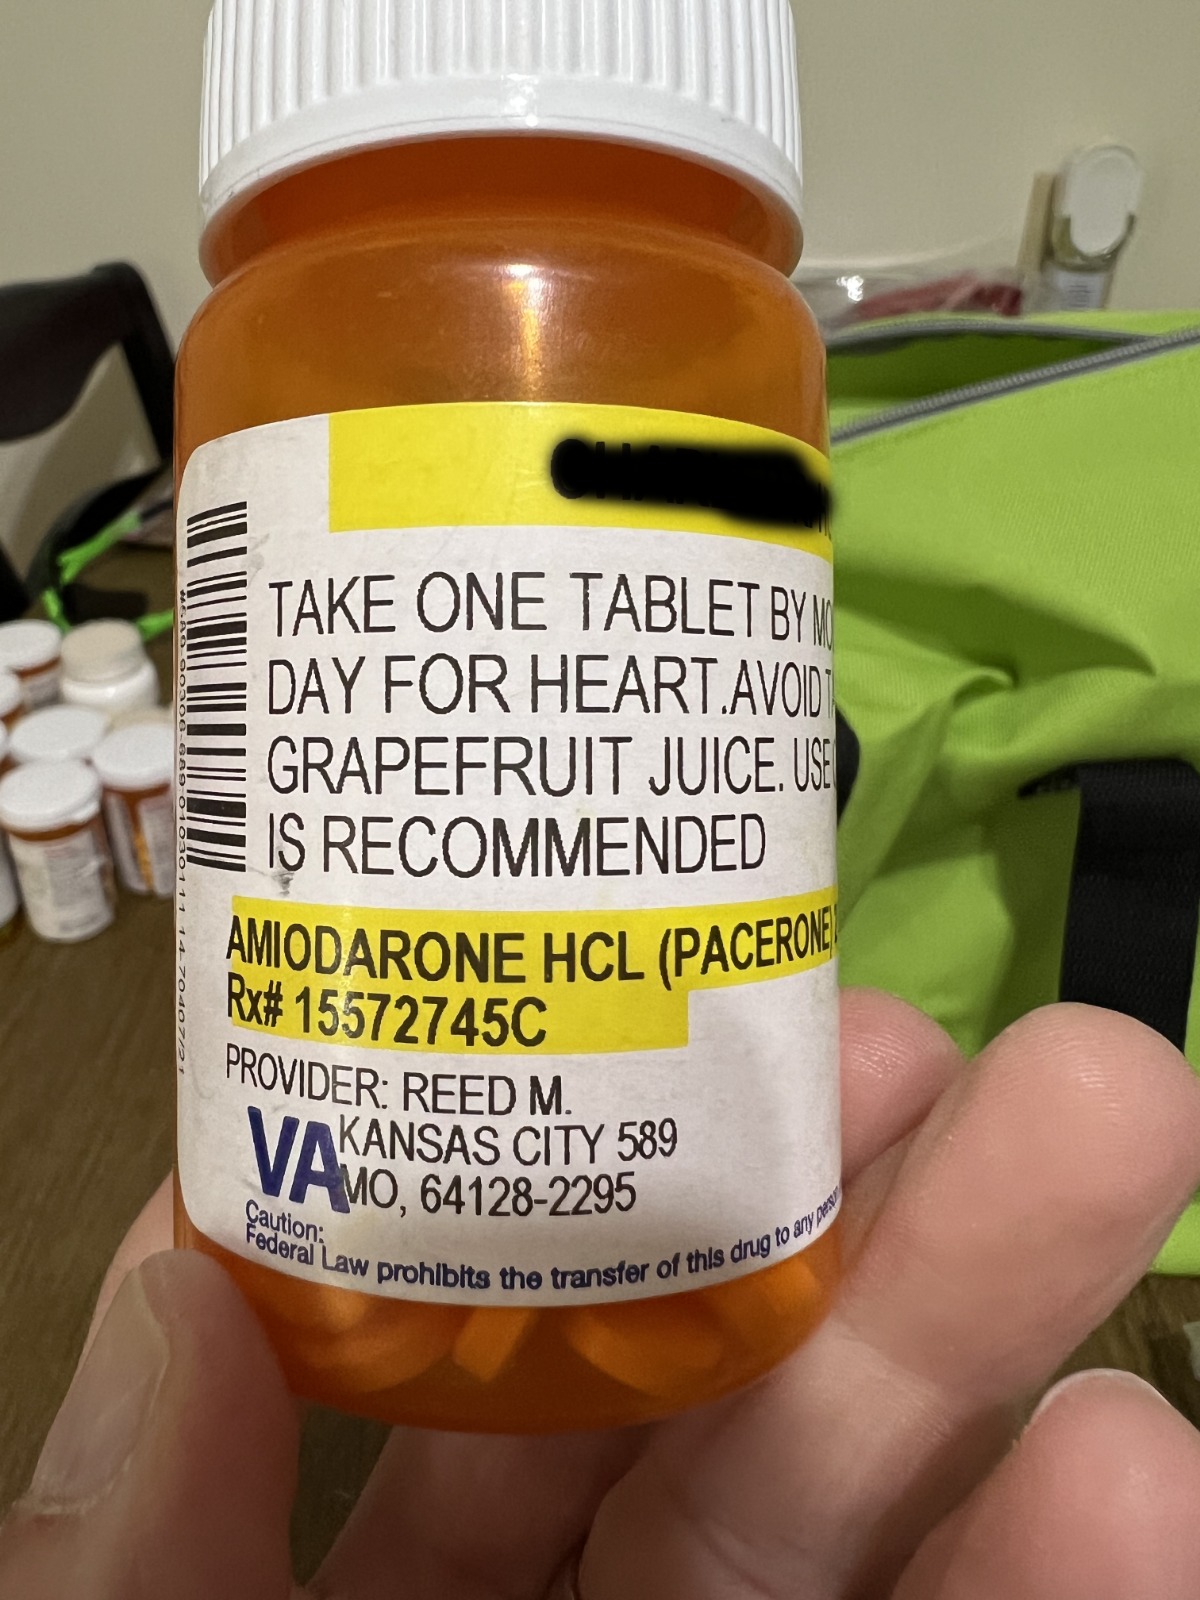 TAKE ONE TABLET BY MO
DAY FOR HEART.AVOID T
GRAPEFRUIT JUICE. USE
IS RECOMMENDED
AMIODARONE HCL (PACERONE)
Rx# 15572745C
PROVIDER: REED M.
VA KANSAS CITY 589
MO, 64128-2295
Caution:
Federal Law prohibits the transfer of this drug to any person